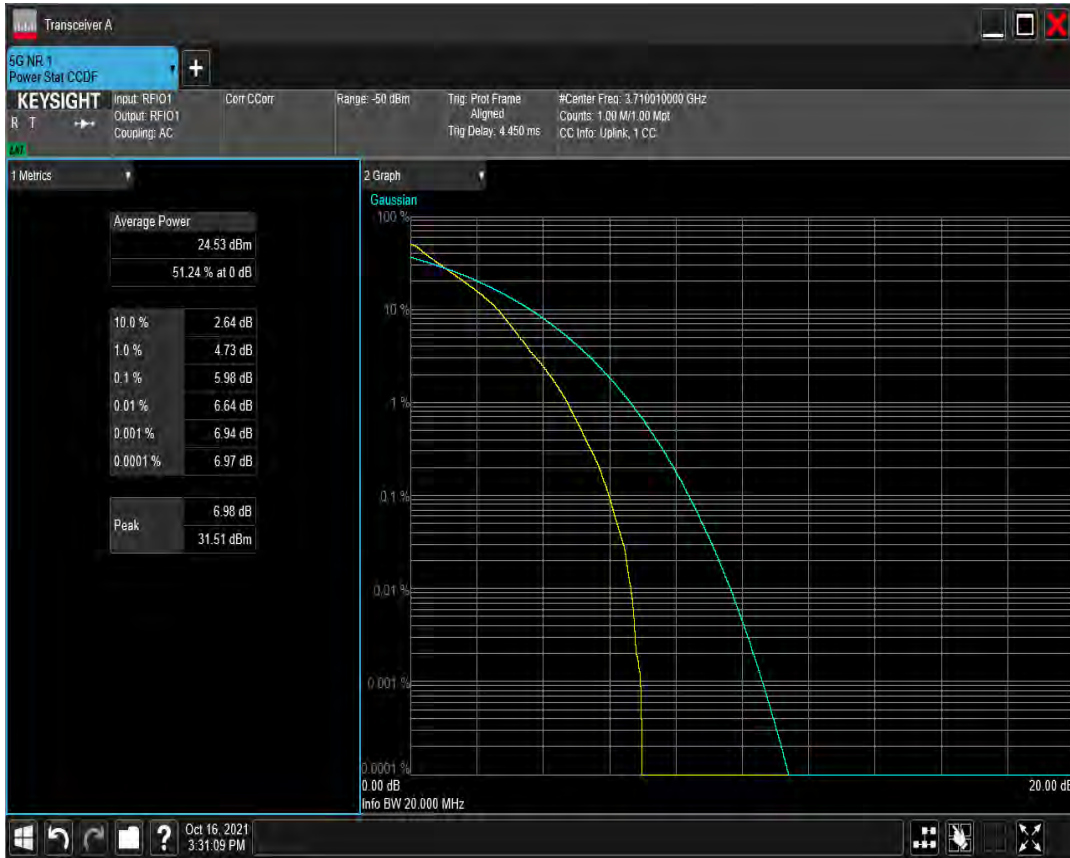 Transceiver A
5G NR 1
Power Stat CCDF
+
KEYSIGHT
R T
Input: RFIO1
Output: RFIO1
Coupling: AC
Corr CCorr
Range: -50 dBm
Trig: Prot Frame
Aligned
Trig Delay: 4.450 ms
#Center Freq: 3.710010000 GHz
Counts: 1.00 M/1.00 Mpt
CC Info: Uplink, 1 CC
1 Metrics
Average Power
24.53 dBm
51.24 % at 0 dB
10.0 % 2.64 dB
1.0 % 4.73 dB
0.1 % 5.98 dB
0.01 % 6.64 dB
0.001 % 6.94 dB
0.0001 % 6.97 dB
Peak
6.98 dB
31.51 dBm
2 Graph
Gaussian
100 %
10 %
1 %
0.1 %
0.01 %
0.001 %
0.0001 %
0.00 dB
20.00 dB
Info BW 20.000 MHz
?
Oct 16, 2021
3:31:09 PM